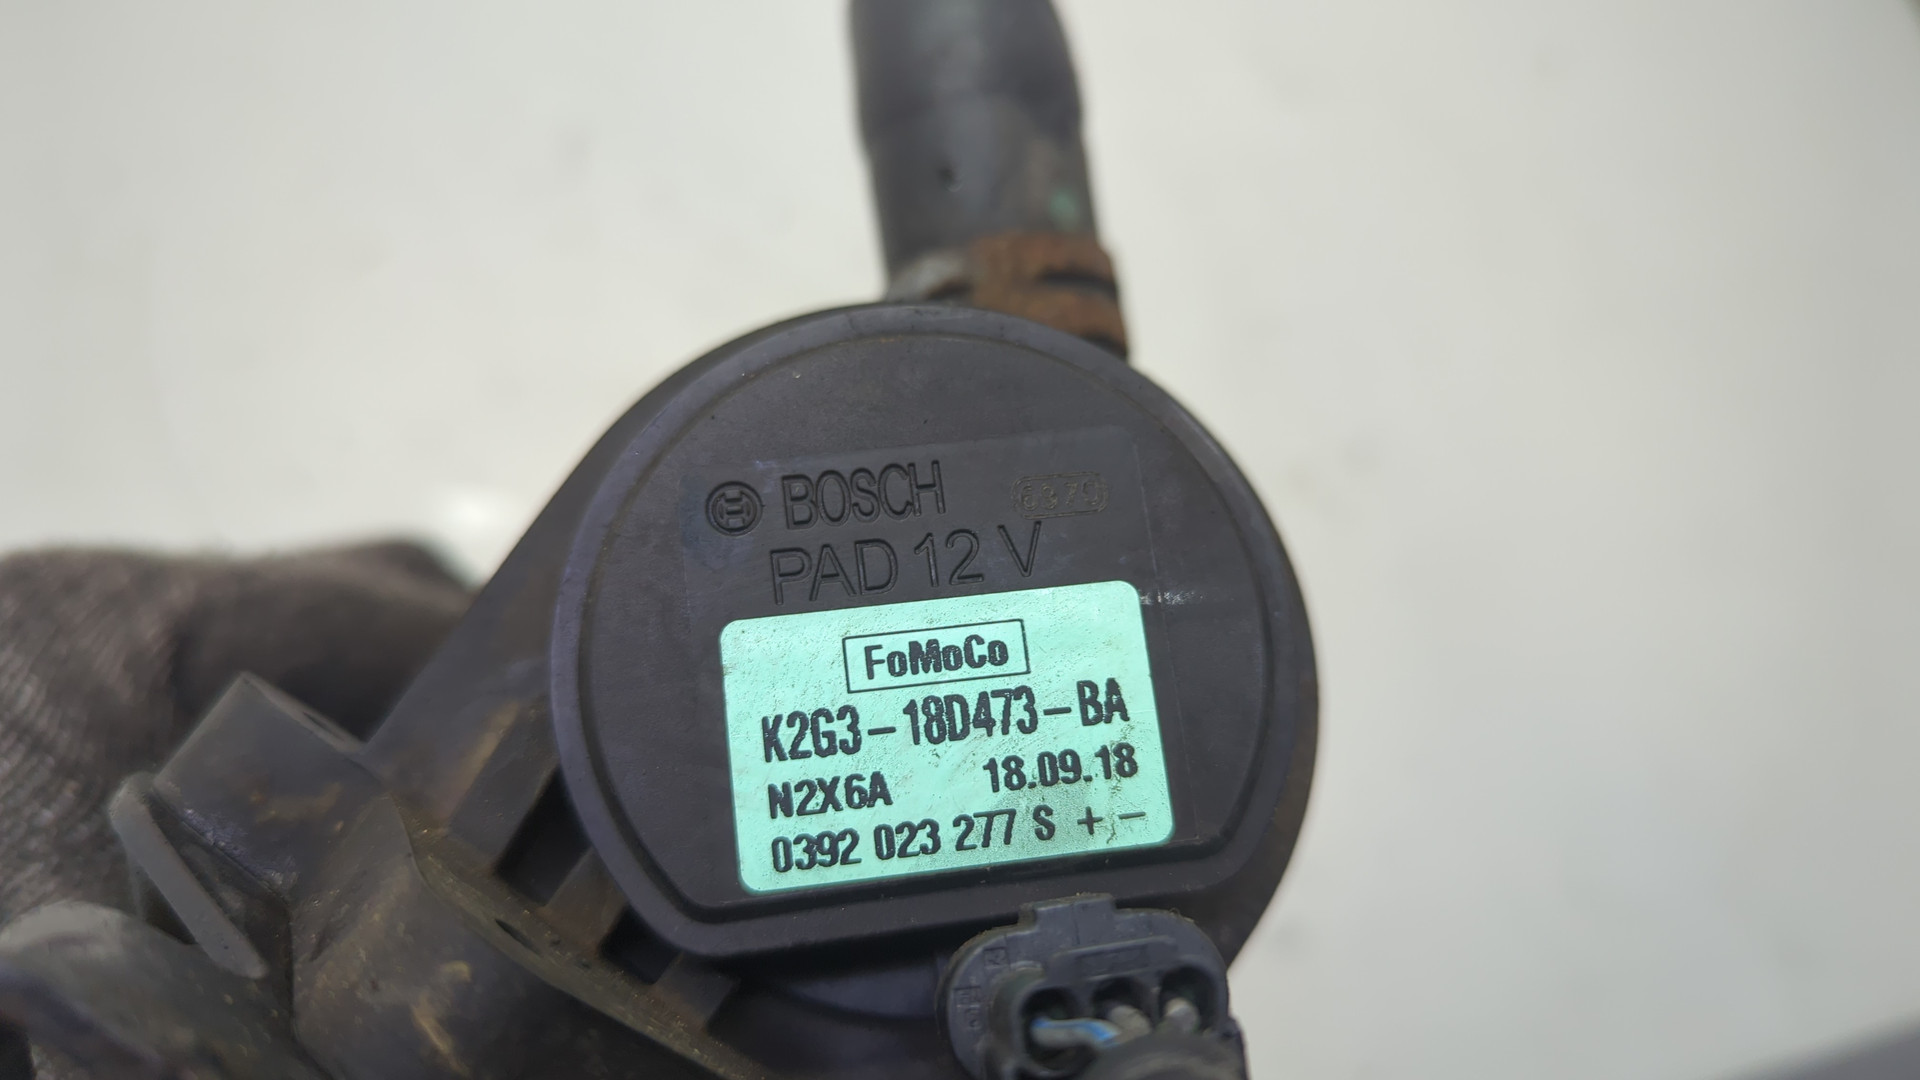 BOSCH
PAD 12 V
FoMoCo
K2G3-18D473-BA
N2X6A 18.09.18
0392 023 277 S + -